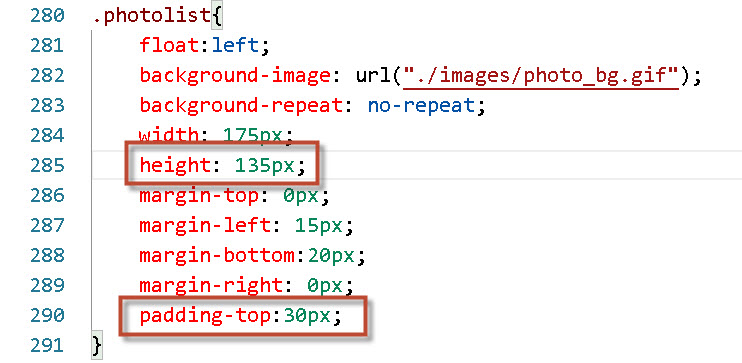 280 .photolist{
281 float:left;
282 background-image: url("./images/photo_bg.gif");
283 background-repeat: no-repeat;
284 width: 175px;
285 height: 135px;
286 margin-top: 0px;
287 margin-left: 15px;
288 margin-bottom:20px;
289 margin-right: 0px;
290 padding-top:30px;
291 }